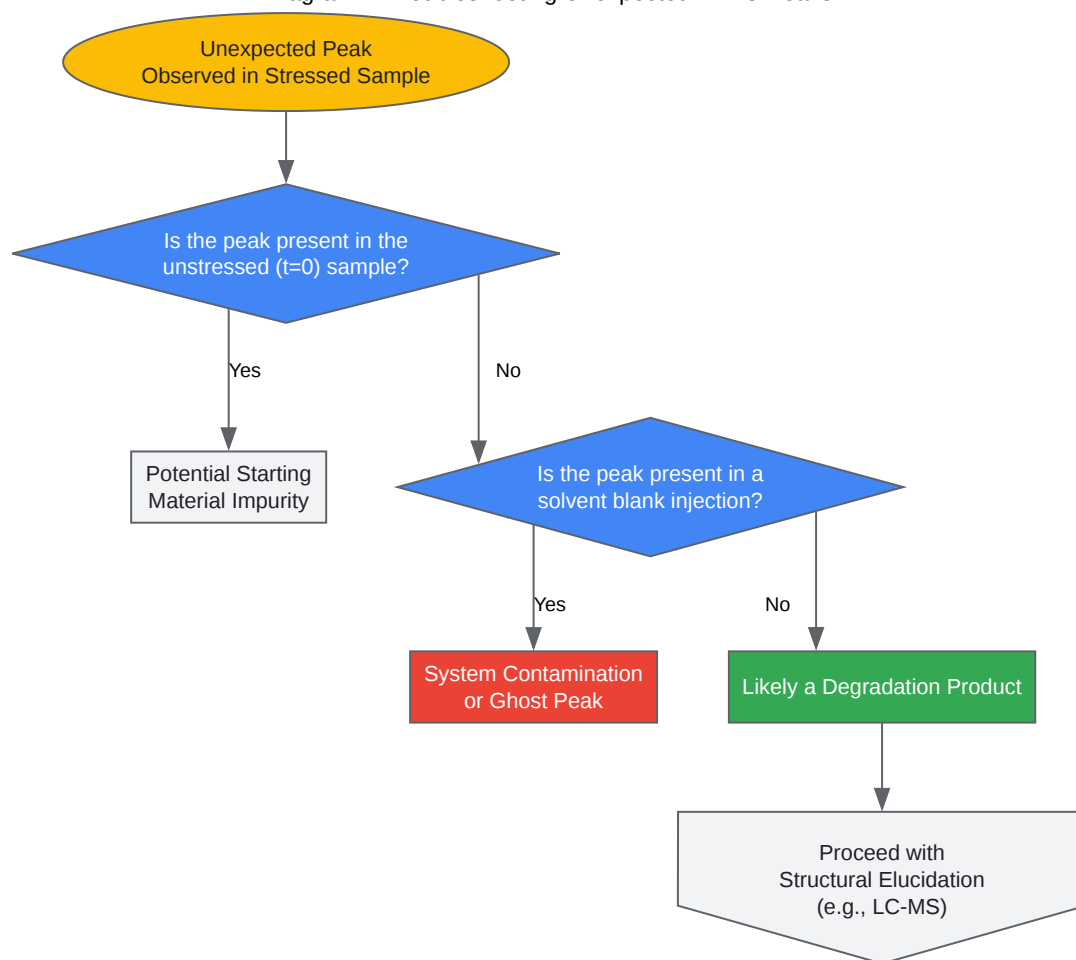 Unexpected Peak
Observed in Stressed Sample
Is the peak present in the
unstressed (t=0) sample?
Yes
No
Potential Starting
Material Impurity
Is the peak present in a
solvent blank injection?
Yes
No
System Contamination
or Ghost Peak
Likely a Degradation Product
Proceed with
Structural Elucidation
(e.g., LC-MS)